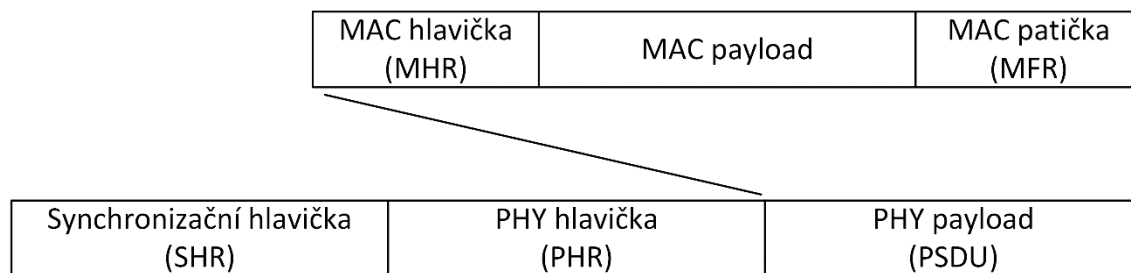 MAC hlavička
(MHR)
MAC payload
MAC patička
(MFR)
Synchronizační hlavička
(SHR)
PHY hlavička
(PHR)
PHY payload
(PSDU)